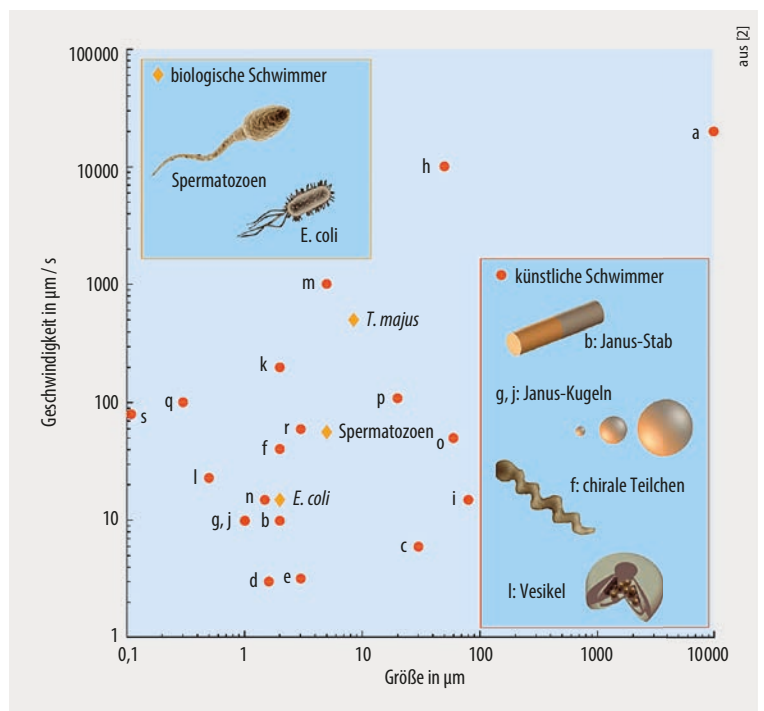 aus [2]
100000
10000
1000
100
10
1
Geschwindigkeit in µm / s
biologische Schwimmer
Spermatozoen
E. coli
a
h
künstliche Schwimmer
b: Janus-Stab
g, j: Janus-Kugeln
f: chirale Teilchen
l: Vesikel
m
T. majus
k
q
p
s
r
Spermatozoen
o
f
l
n
E. coli
i
g, j
b
c
d
e
0,1
1
10
100
1000
10000
Größe in µm